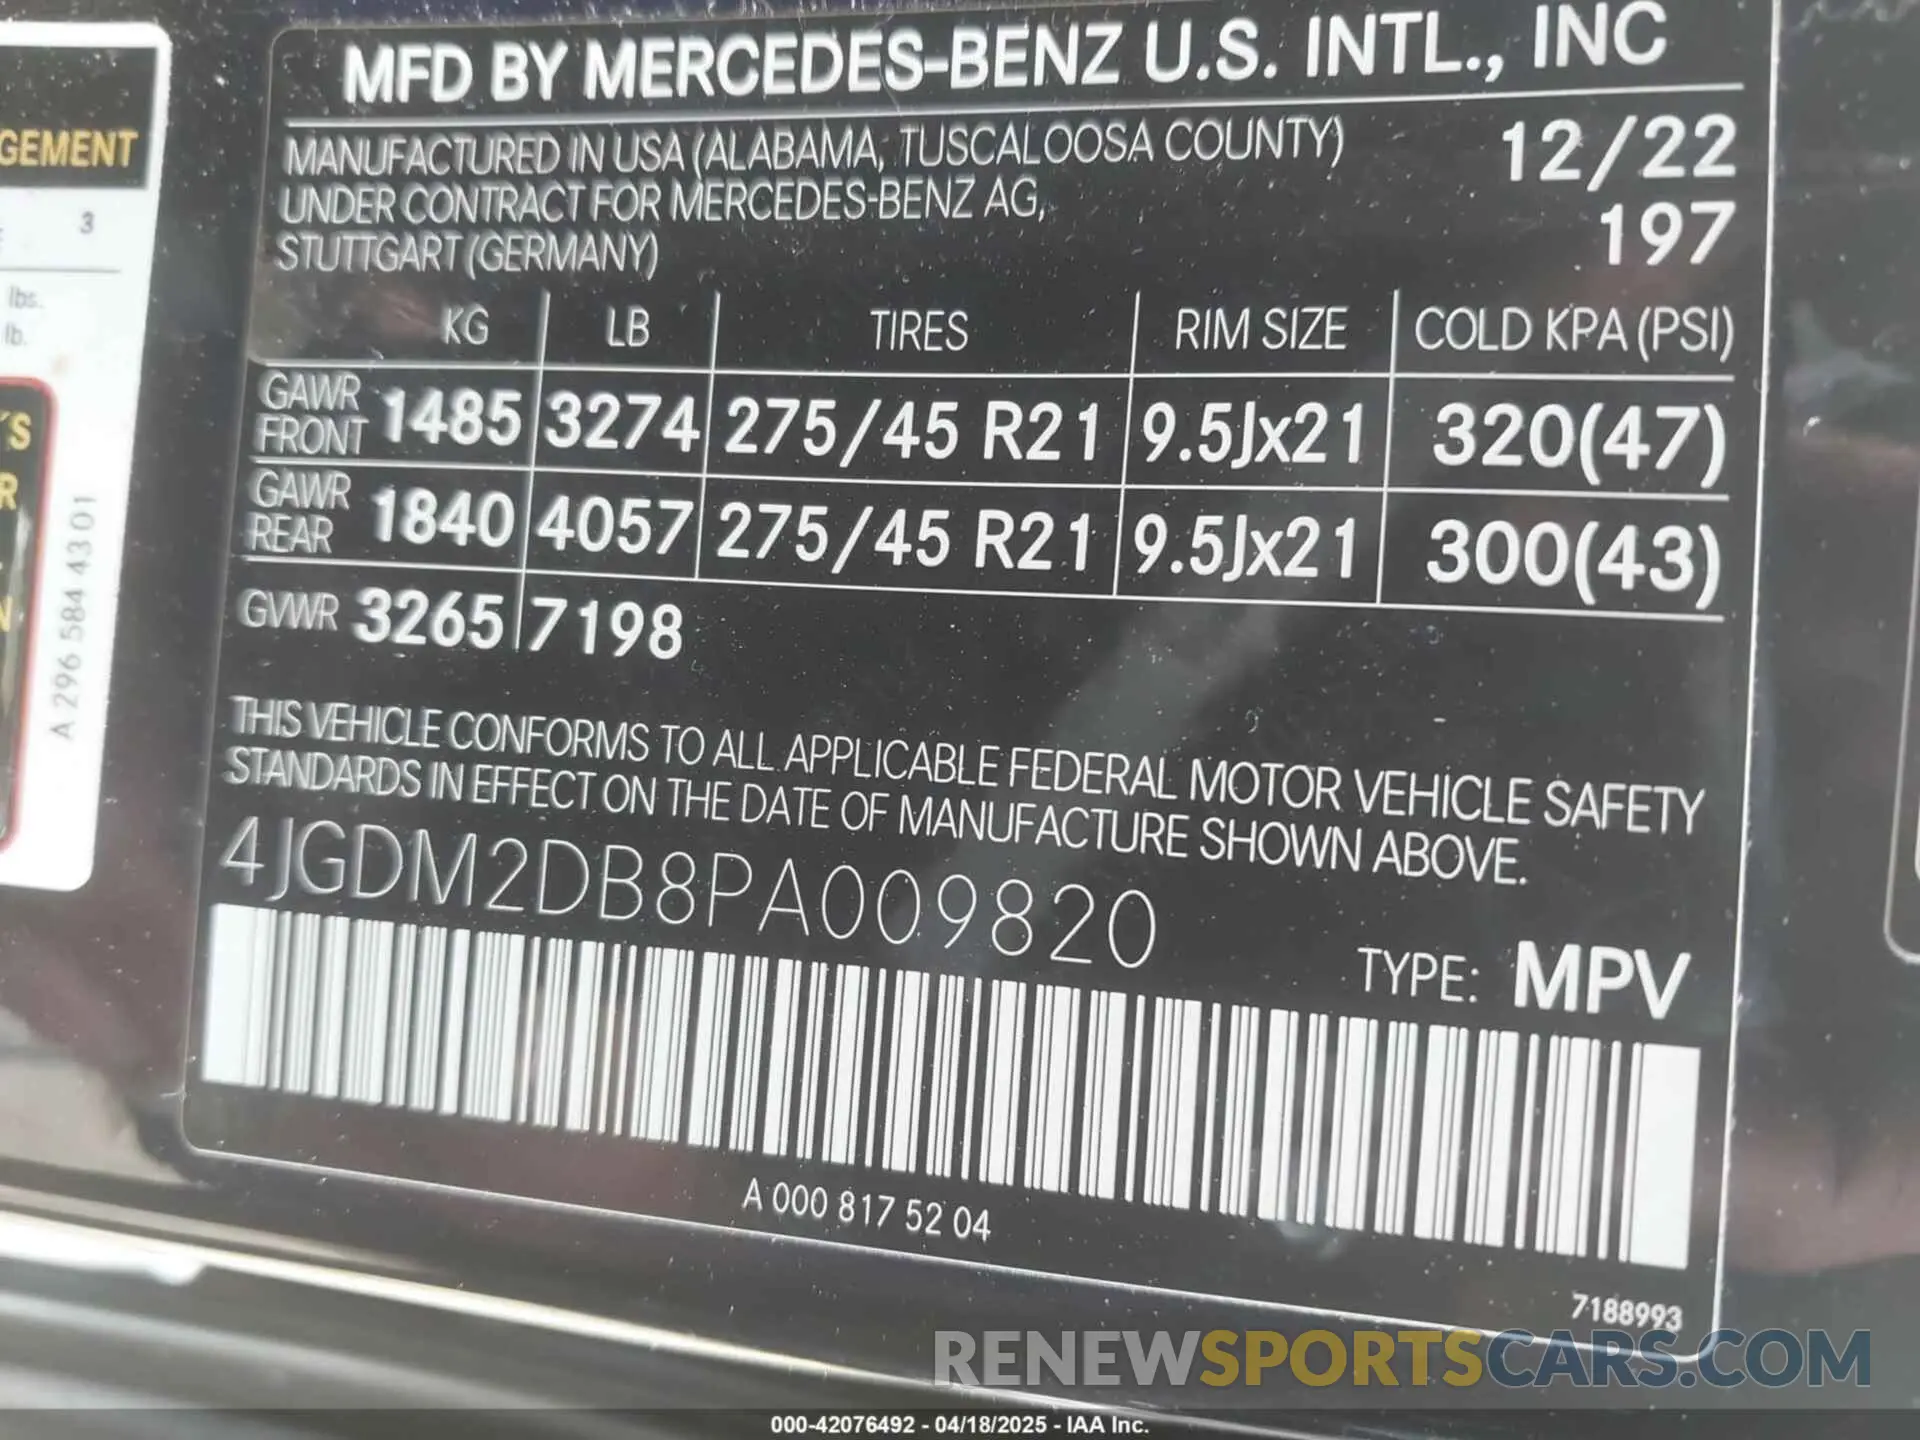 MFD BY MERCEDES-BENZ U.S. INTL., INC
MANUFACTURED IN USA (ALABAMA, TUSCALOOSA COUNTY)
UNDER CONTRACT FOR MERCEDES-BENZ AG,
STUTTGART (GERMANY)
12/22
197
KG LB TIRES RIM SIZE COLD KPA (PSI)
GAWR FRONT 1485 3274 275/45 R21 9.5Jx21 320(47)
GAWR REAR 1840 4057 275/45 R21 9.5Jx21 300(43)
GVWR 3265 7198
THIS VEHICLE CONFORMS TO ALL APPLICABLE FEDERAL MOTOR VEHICLE SAFETY
STANDARDS IN EFFECT ON THE DATE OF MANUFACTURE SHOWN ABOVE.
4JGDM2DB8PA009820
TYPE: MPV
A 000 817 52 04
7188993
GEMENT
3
lbs.
lb.
'S
R
N
A 296 584 43 01
RENEWSPORTSCARS.COM
000-42076492 - 04/18/2025 - IAA Inc.